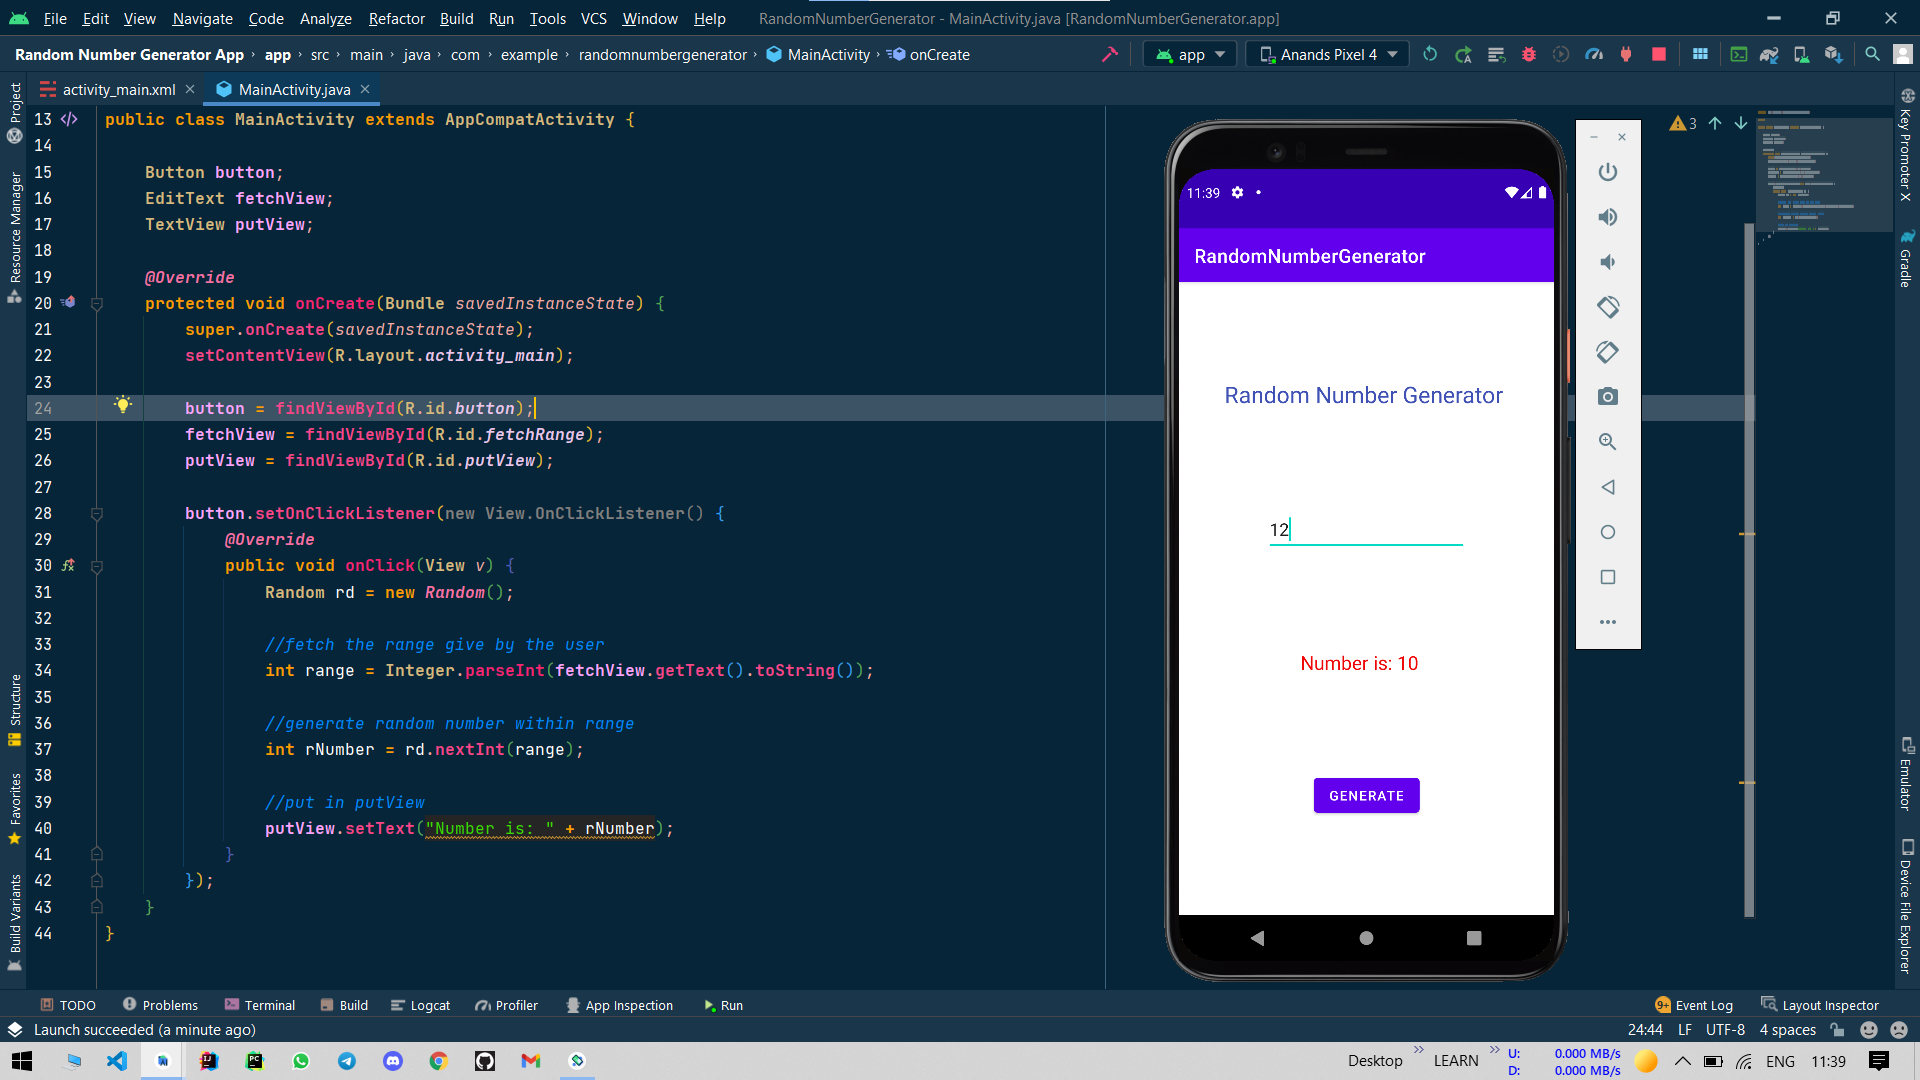 File Edit View Navigate Code Analyze Refactor Build Run Tools VCS Window Help RandomNumberGenerator - MainActivity.java [RandomNumberGenerator.app]
Random Number Generator App › app › src › main › java › com › example › randomnumbergenerator › MainActivity › onCreate app Anands Pixel 4
activity_main.xml × MainActivity.java ×
3
Project
Resource Manager
Structure
Favorites
Build Variants
13 public class MainActivity extends AppCompatActivity {
14
15 Button button;
16 EditText fetchView;
17 TextView putView;
18
19 @Override
20 protected void onCreate(Bundle savedInstanceState) {
21 super.onCreate(savedInstanceState);
22 setContentView(R.layout.activity_main);
23
24 button = findViewById(R.id.button);
25 fetchView = findViewById(R.id.fetchRange);
26 putView = findViewById(R.id.putView);
27
28 button.setOnClickListener(new View.OnClickListener() {
29 @Override
30 public void onClick(View v) {
31 Random rd = new Random();
32
33 //fetch the range give by the user
34 int range = Integer.parseInt(fetchView.getText().toString());
35
36 //generate random number within range
37 int rNumber = rd.nextInt(range);
38
39 //put in putView
40 putView.setText("Number is: " + rNumber);
41 }
42 });
43 }
44 }
11:39
RandomNumberGenerator
Random Number Generator
12
Number is: 10
GENERATE
Key Promoter X
Gradle
Emulator
Device File Explorer
TODO Problems Terminal Build Logcat Profiler App Inspection Run 9+ Event Log Layout Inspector
Launch succeeded (a minute ago) 24:44 LF UTF-8 4 spaces
Desktop » LEARN » U: 0.000 MB/s ENG 11:39
D: 0.000 MB/s